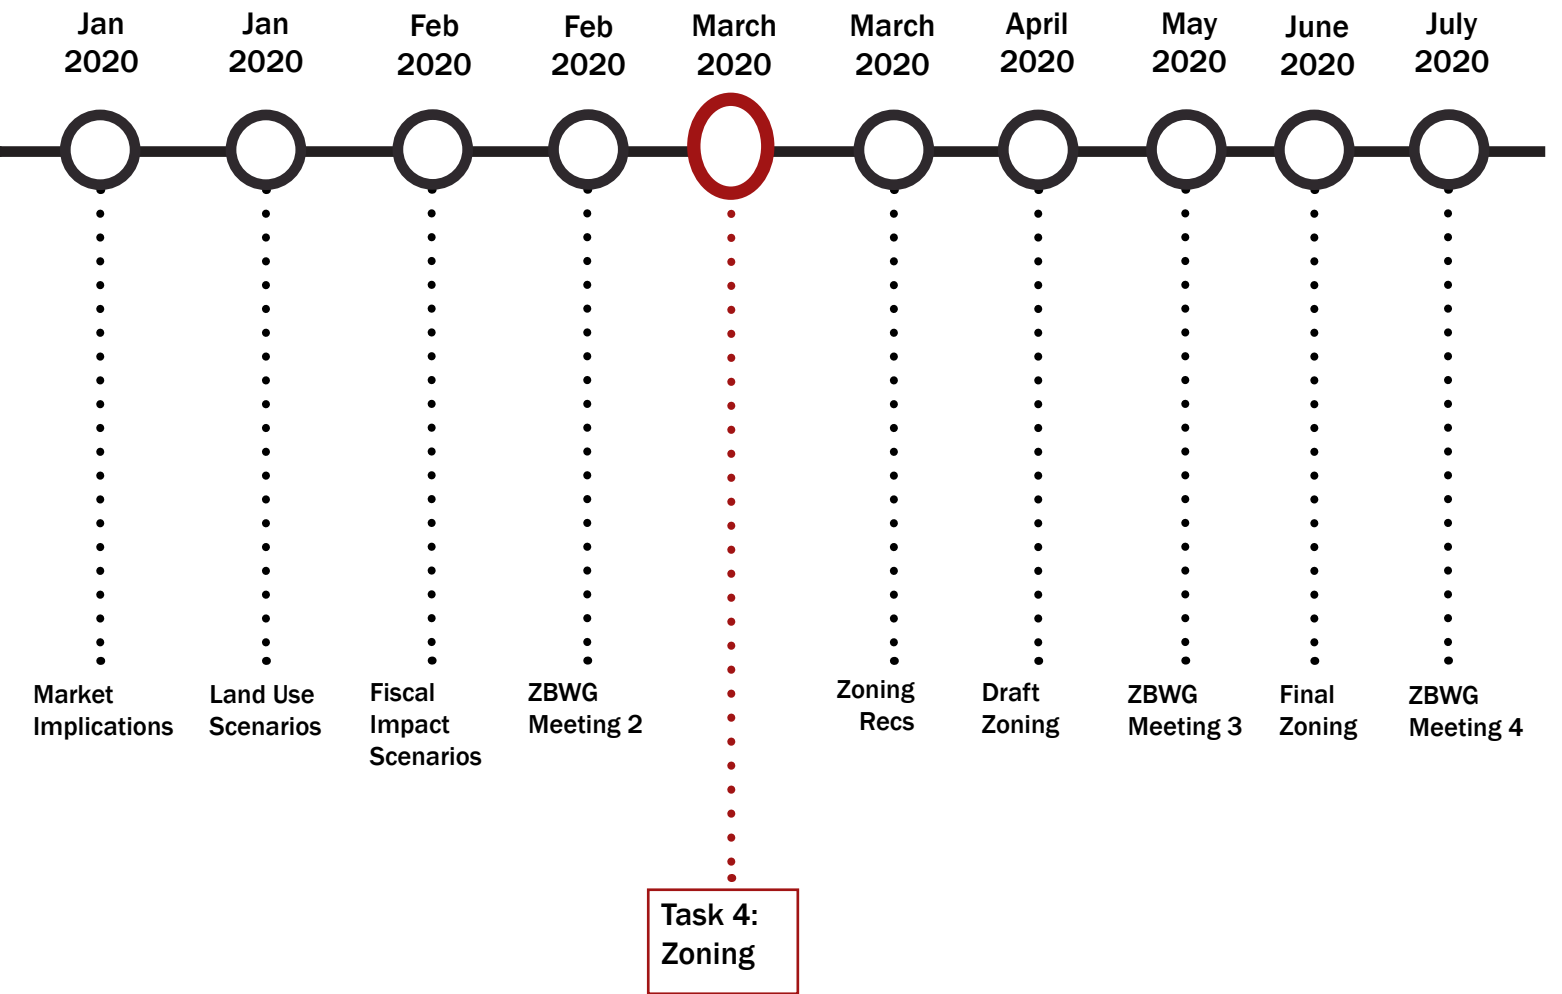 Jan
2020
Jan
2020
Feb
2020
Feb
2020
March
2020
March
2020
April
2020
May
2020
June
2020
July
2020
Market
Implications
Land Use
Scenarios
Fiscal
Impact
Scenarios
ZBWG
Meeting 2
Zoning
Recs
Draft
Zoning
ZBWG
Meeting 3
Final
Zoning
ZBWG
Meeting 4
Task 4:
Zoning